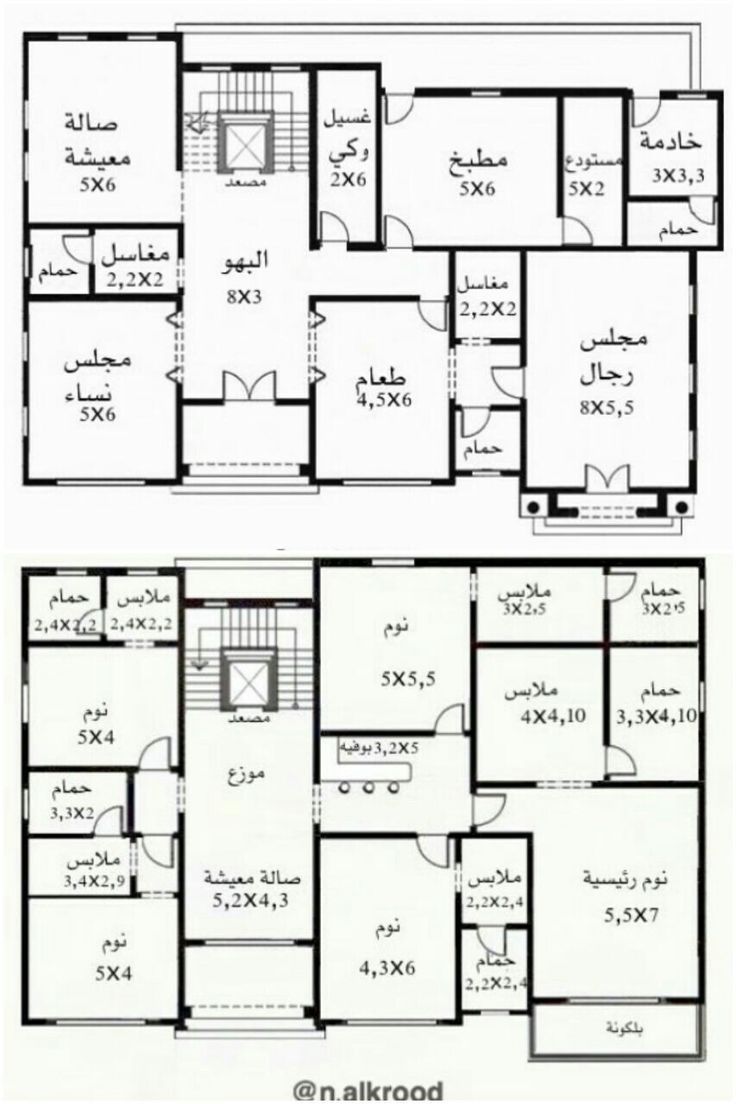 صالة
معيشة
5X6
مصعد
غسيل
وكي
2X6
مطبخ
5X6
مستودع
5X2
خادمة
3X3,3
حمام
حمام
مغاسل
2,2X2
البهو
8X3
مغاسل
2,2X2
مجلس
نساء
5X6
طعام
4,5X6
حمام
مجلس
رجال
8X5,5
حمام
2,4X2,2
ملابس
2,4X2,2
نوم
5X4
مصعد
نوم
5X5,5
ملابس
3X2,5
حمام
3X2,5
ملابس
4X4,10
حمام
3,3X4,10
موزع
بوفيه 3,2X5
حمام
3,3X2
ملابس
3,4X2,9
صالة معيشة
5,2X4,3
نوم
5X4
نوم
4,3X6
ملابس
2,2X2,4
حمام
2,2X2,4
نوم رئيسية
5,5X7
بلكونة
@n.alkrood